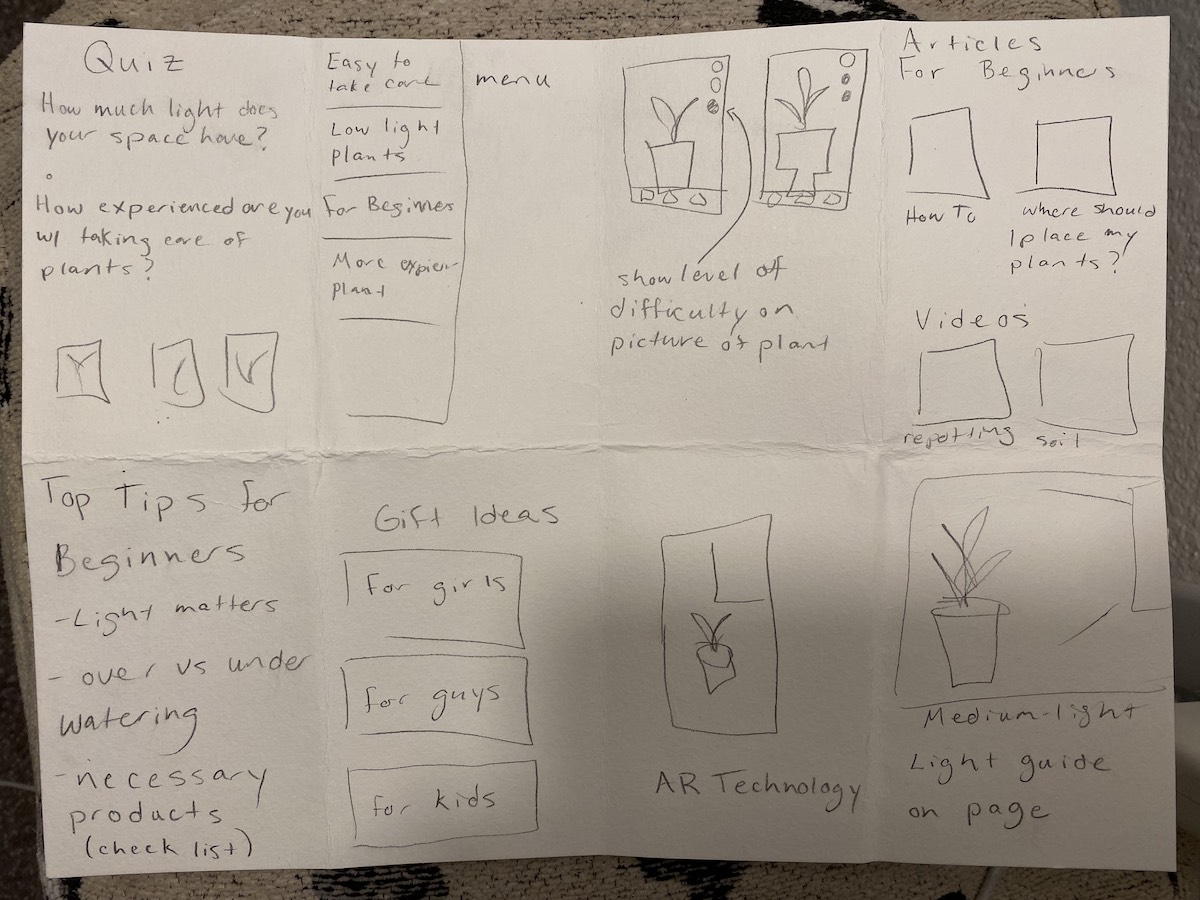 Quiz
How much light does
your space have?
How experienced are you
w/ taking care of
plants?
Easy to
take care
Low light
plants
For Beginner
More expier
Plant
menu
show level of
difficulty on
picture of plant
Articles
For Beginners
How To
where should
I place my
plants?
Videos
repotting
soil
Top Tips for
Beginners
-Light matters
- over vs under
watering
-necessary
products
(check list)
Gift Ideas
for girls
for guys
for kids
AR Technology
Medium-light
Light guide
on page